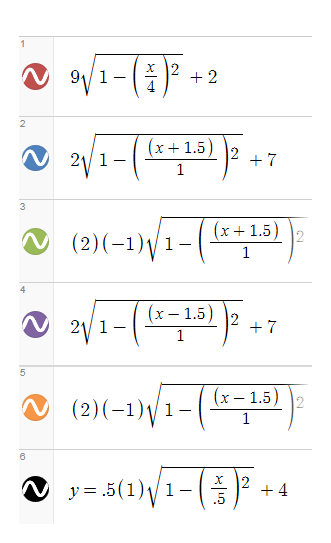 1
9√(1 − (x/4)²) + 2
2
2√(1 − ((x + 1.5)/1)²) + 7
3
(2)(−1)√(1 − ((x + 1.5)/1)²
4
2√(1 − ((x − 1.5)/1)²) + 7
5
(2)(−1)√(1 − ((x − 1.5)/1)²
6
y = .5(1)√(1 − (x/.5)²) + 4